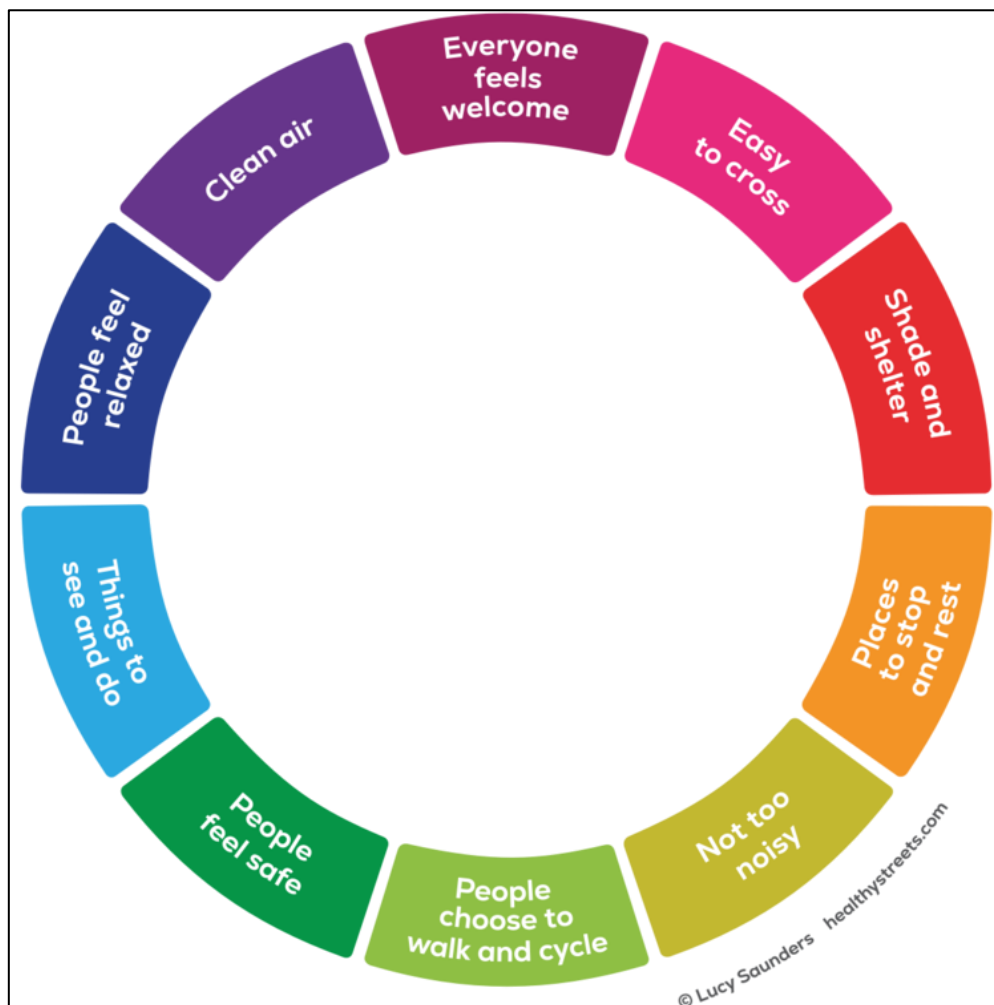 Everyone
feels
welcome
Easy
to cross
Shade and
shelter
Places
to stop
and rest
Not too
noisy
People
choose to
walk and cycle
People
feel safe
Things to
see and do
People feel
relaxed
Clean air
© Lucy Saunders healthystreets.com